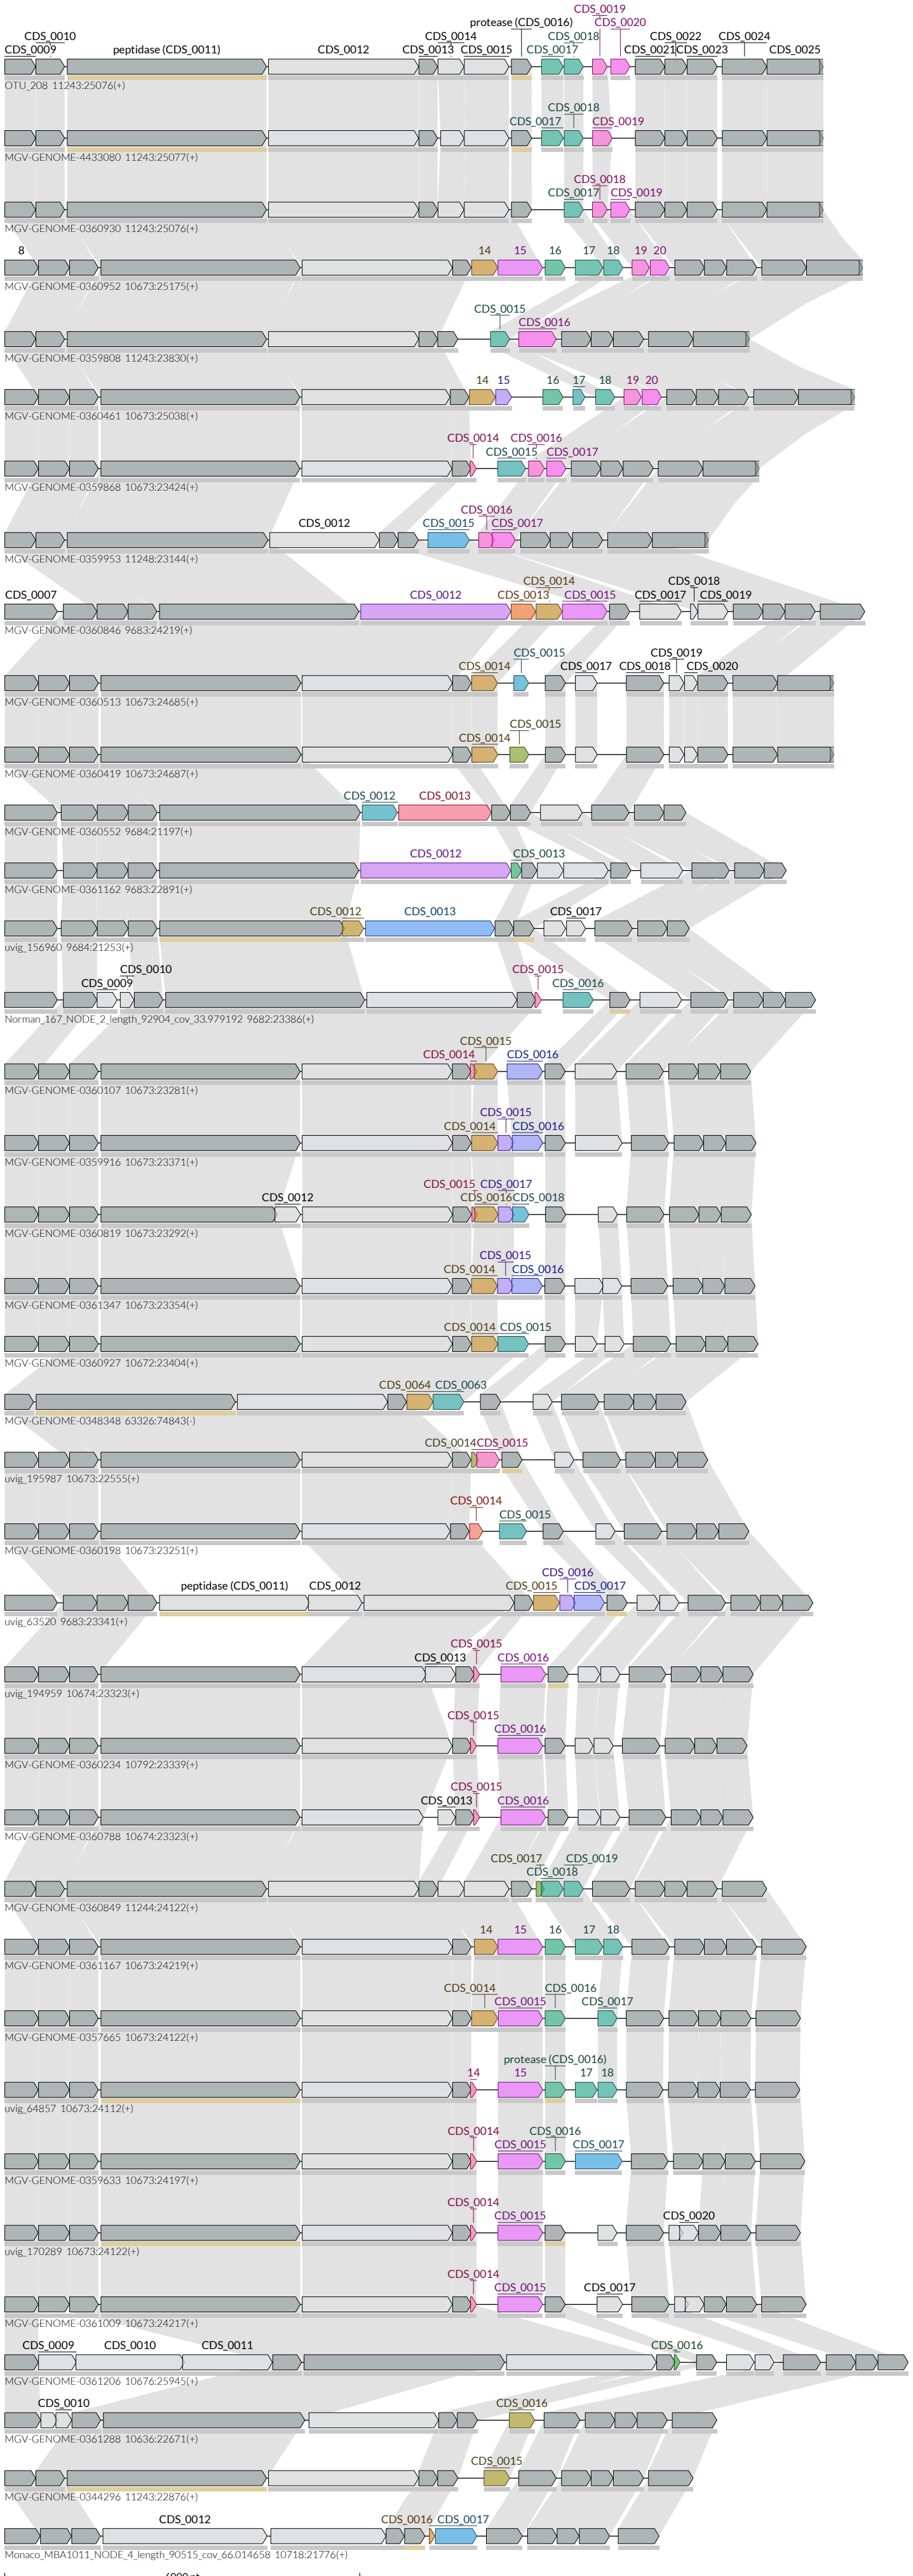 CDS_0019
protease (CDS_0016) CDS_0020
CDS_0010 CDS_0014 CDS_0018 CDS_0022 CDS_0024
CDS_0009 peptidase (CDS_0011) CDS_0012 CDS_0013 CDS_0015 CDS_0017 CDS_0021 CDS_0023 CDS_0025
OTU_208 11243:25076(+)
CDS_0018
CDS_0017 CDS_0019
MGV-GENOME-4433080 11243:25077(+)
CDS_0018
CDS_0017 CDS_0019
MGV-GENOME-0360930 11243:25076(+)
8 14 15 16 17 18 19 20
MGV-GENOME-0360952 10673:25175(+)
CDS_0015
CDS_0016
MGV-GENOME-0359808 11243:23830(+)
14 15 16 17 18 19 20
MGV-GENOME-0360461 10673:25038(+)
CDS_0014 CDS_0016
CDS_0015 CDS_0017
MGV-GENOME-0359868 10673:23424(+)
CDS_0016
CDS_0012 CDS_0015 CDS_0017
MGV-GENOME-0359953 11248:23144(+)
CDS_0014 CDS_0018
CDS_0007 CDS_0012 CDS_0013 CDS_0015 CDS_0017 CDS_0019
MGV-GENOME-0360846 9683:24219(+)
CDS_0015 CDS_0019
CDS_0014 CDS_0017 CDS_0018 CDS_0020
MGV-GENOME-0360513 10673:24685(+)
CDS_0015
CDS_0014
MGV-GENOME-0360419 10673:24687(+)
CDS_0012 CDS_0013
MGV-GENOME-0360552 9684:21197(+)
CDS_0012 CDS_0013
MGV-GENOME-0361162 9683:22891(+)
CDS_0012 CDS_0013 CDS_0017
uvig_156960 9684:21253(+)
CDS_0010 CDS_0015
CDS_0009 CDS_0016
Norman_167_NODE_2_length_92904_cov_33.979192 9682:23386(+)
CDS_0015
CDS_0014 CDS_0016
MGV-GENOME-0360107 10673:23281(+)
CDS_0015
CDS_0014 CDS_0016
MGV-GENOME-0359916 10673:23371(+)
CDS_0015 CDS_0017
CDS_0012 CDS_0016 CDS_0018
MGV-GENOME-0360819 10673:23292(+)
CDS_0015
CDS_0014 CDS_0016
MGV-GENOME-0361347 10673:23354(+)
CDS_0014 CDS_0015
MGV-GENOME-0360927 10672:23404(+)
CDS_0064 CDS_0063
MGV-GENOME-0348348 63326:74843(-)
CDS_0014 CDS_0015
uvig_195987 10673:22555(+)
CDS_0014
CDS_0015
MGV-GENOME-0360198 10673:23251(+)
CDS_0016
peptidase (CDS_0011) CDS_0012 CDS_0015 CDS_0017
uvig_63520 9683:23341(+)
CDS_0015
CDS_0013 CDS_0016
uvig_194959 10674:23323(+)
CDS_0015
CDS_0016
MGV-GENOME-0360234 10792:23339(+)
CDS_0015
CDS_0013 CDS_0016
MGV-GENOME-0360788 10674:23323(+)
CDS_0017 CDS_0019
CDS_0018
MGV-GENOME-0360849 11244:24122(+)
14 15 16 17 18
MGV-GENOME-0361167 10673:24219(+)
CDS_0014 CDS_0016
CDS_0015 CDS_0017
MGV-GENOME-0357665 10673:24122(+)
protease (CDS_0016)
14 15 17 18
uvig_64857 10673:24112(+)
CDS_0014 CDS_0016
CDS_0015 CDS_0017
MGV-GENOME-0359633 10673:24197(+)
CDS_0014
CDS_0015 CDS_0020
uvig_170289 10673:24122(+)
CDS_0014
CDS_0015 CDS_0017
MGV-GENOME-0361009 10673:24217(+)
CDS_0009 CDS_0010 CDS_0011 CDS_0016
MGV-GENOME-0361206 10676:25945(+)
CDS_0010 CDS_0016
MGV-GENOME-0361288 10636:22671(+)
CDS_0015
MGV-GENOME-0344296 11243:22876(+)
CDS_0012 CDS_0016 CDS_0017
Monaco_MBA1011_NODE_4_length_90515_cov_66.014658 10718:21776(+)